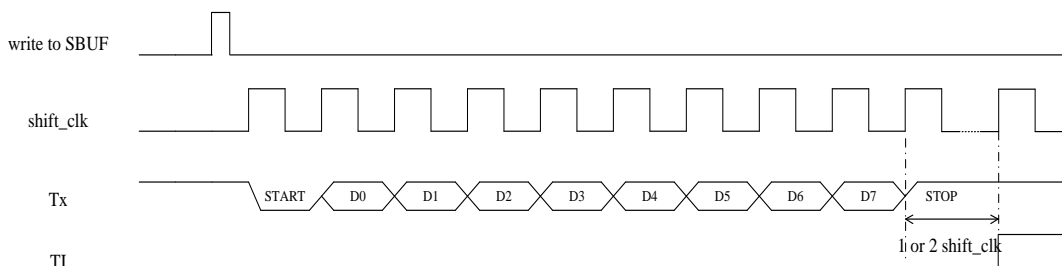 write to SBUF
shift_clk
Tx START D0 D1 D2 D3 D4 D5 D6 D7 STOP
1 or 2 shift_clk
TI